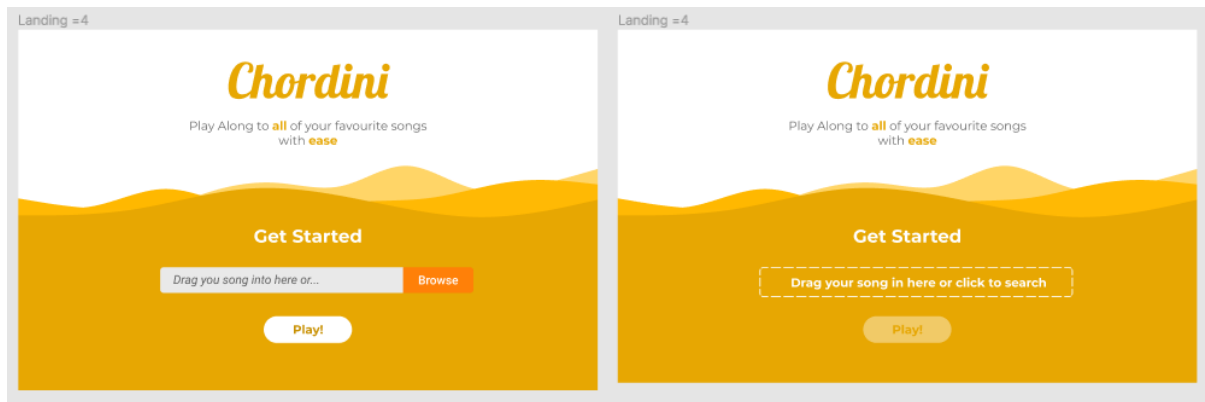 Landing =4
Chordini
Play Along to all of your favourite songs
with ease
Get Started
Drag you song into here or...
Browse
Play!
Landing =4
Chordini
Play Along to all of your favourite songs
with ease
Get Started
Drag your song in here or click to search
Play!